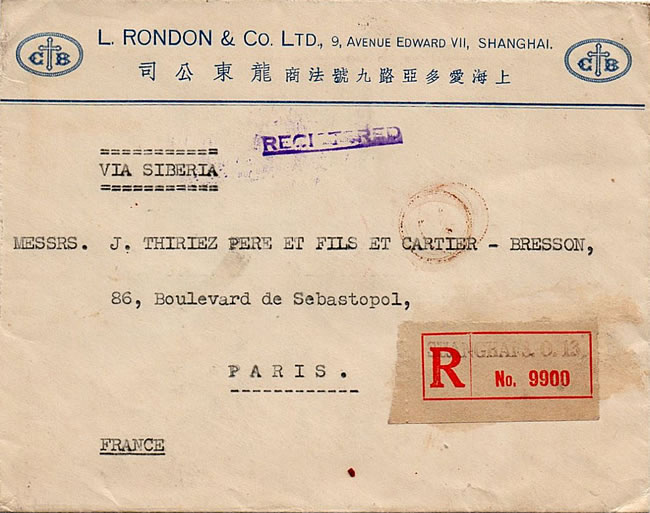 L. RONDON & CO. LTD., 9, AVENUE EDWARD VII, SHANGHAI.
C B
C B
司公東龍商法號九路亞多愛海上
REGISTERED
VIA SIBERIA
MESSRS. J. THIRIEZ PERE ET FILS ET CARTIER - BRESSON,
86, Boulevard de Sebastopol,
SHANGHAI
R No. 9900
PARIS.
FRANCE